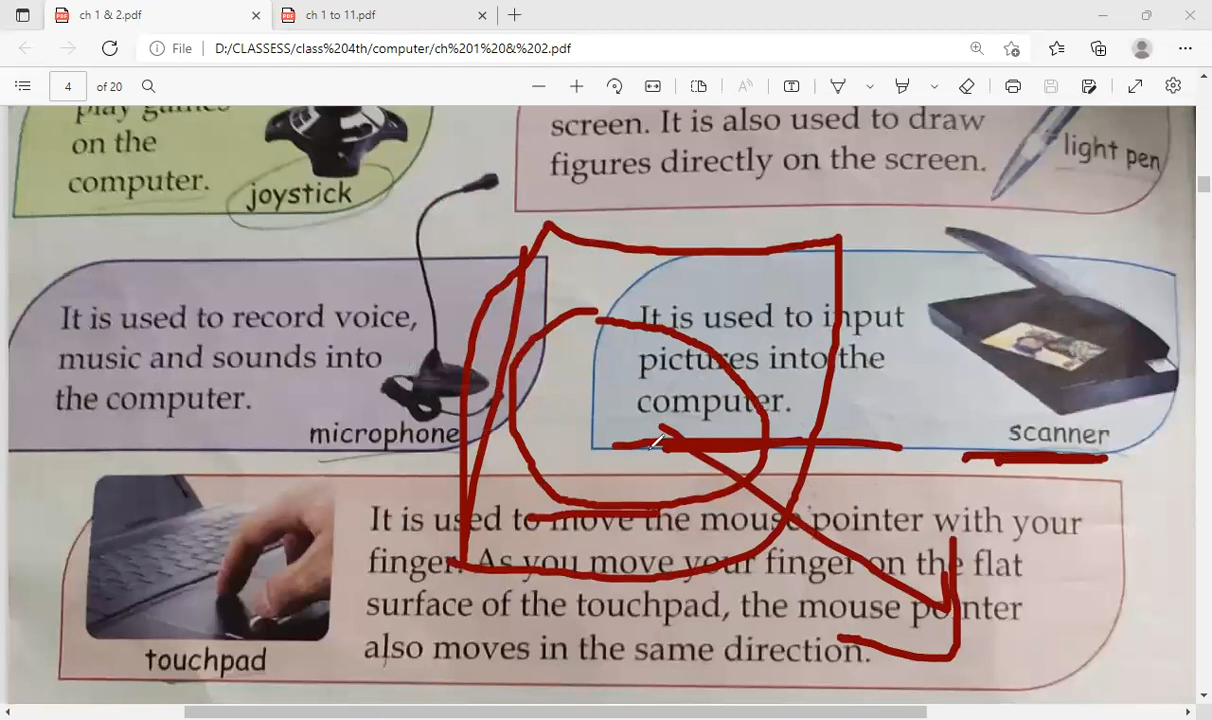 ch 1 & 2.pdf
ch 1 to 11.pdf
File
D:/CLASSESS/class%204th/computer/ch%201%20&%202.pdf
4 of 20
play games
on the
computer.
joystick
screen. It is also used to draw
figures directly on the screen.
light pen
It is used to record voice,
music and sounds into
the computer.
microphone
It is used to input
pictures into the
computer.
scanner
It is used to move the mouse pointer with your
finger. As you move your finger on the flat
surface of the touchpad, the mouse pointer
also moves in the same direction.
touchpad